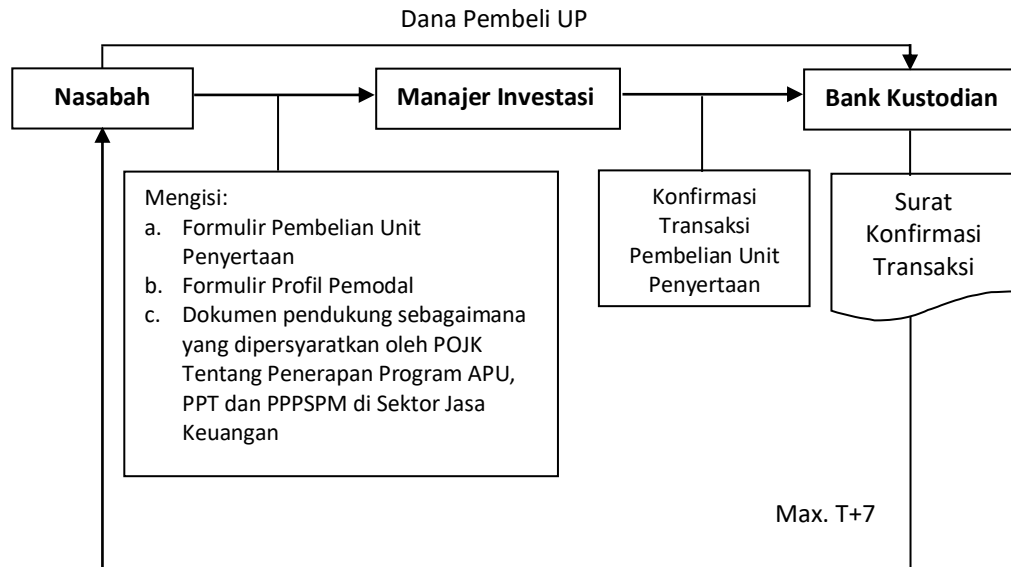 Dana Pembeli UP
Nasabah
Manajer Investasi
Bank Kustodian
Mengisi:
a. Formulir Pembelian Unit
Penyertaan
b. Formulir Profil Pemodal
c. Dokumen pendukung sebagaimana
yang dipersyaratkan oleh POJK
Tentang Penerapan Program APU,
PPT dan PPPSPM di Sektor Jasa
Keuangan
Konfirmasi
Transaksi
Pembelian Unit
Penyertaan
Surat
Konfirmasi
Transaksi
Max. T+7